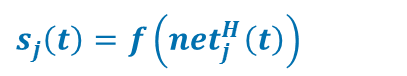 s_j(t) = f(net_j^H(t))